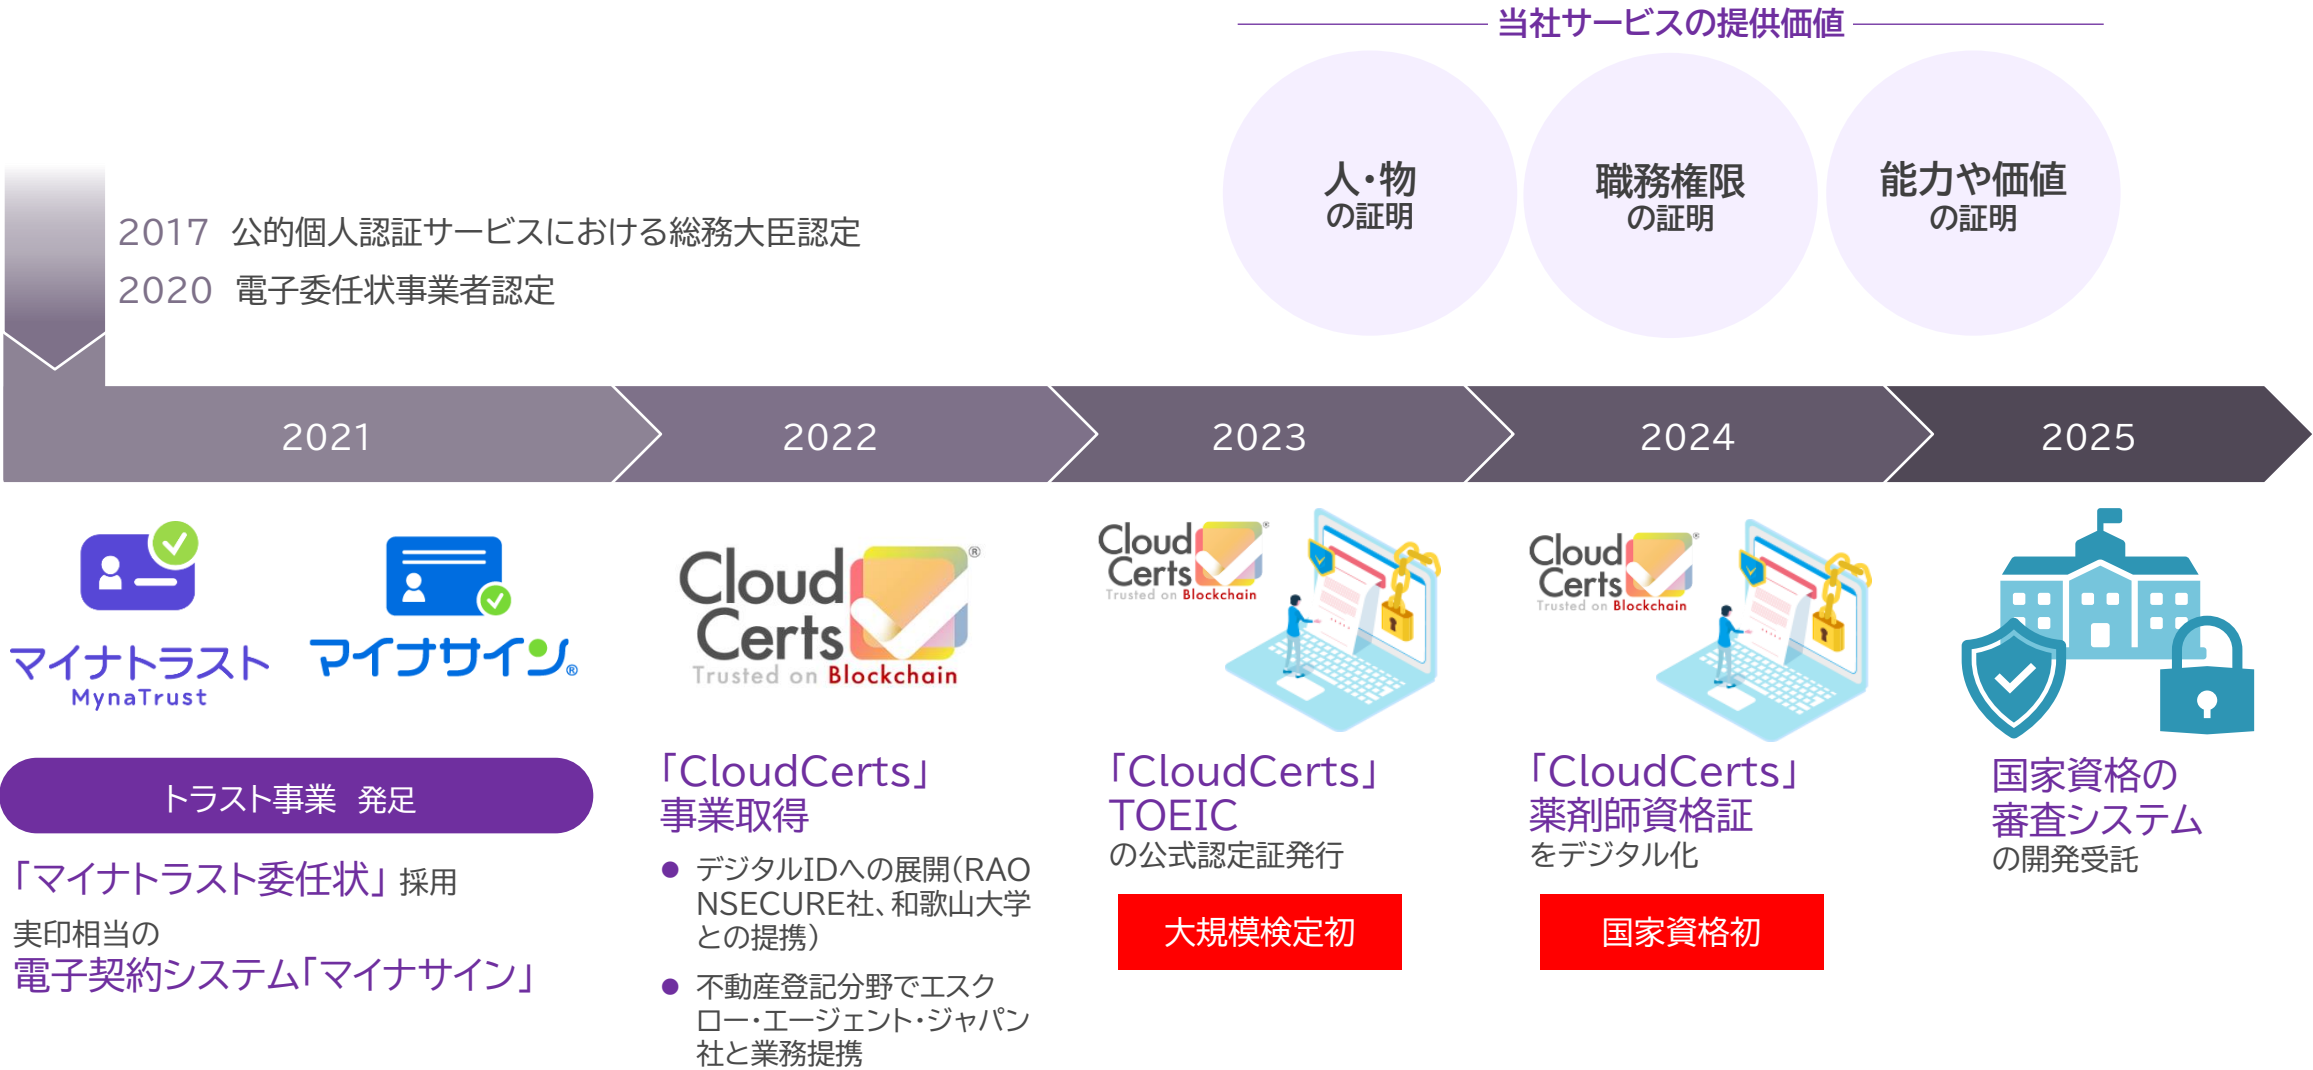 当社サービスの提供価値
人・物
の証明
職務権限
の証明
能力や価値
の証明
2017 公的個人認証サービスにおける総務大臣認定
2020 電子委任状事業者認定
2021
2022
2023
2024
2025
マイナトラスト
MynaTrust
マイナサイン®
トラスト事業 発足
「マイナトラスト委任状」採用
実印相当の
電子契約システム「マイナサイン」
Cloud
Certs
®
Trusted on Blockchain
「CloudCerts」
事業取得
● デジタルIDへの展開(RAO
NSECURE社、和歌山大学
との提携)
● 不動産登記分野でエスク
ロー・エージェント・ジャパン
社と業務提携
Cloud
Certs
®
Trusted on Blockchain
「CloudCerts」
TOEIC
の公式認定証発行
大規模検定初
Cloud
Certs
®
Trusted on Blockchain
「CloudCerts」
薬剤師資格証
をデジタル化
国家資格初
国家資格の
審査システム
の開発受託